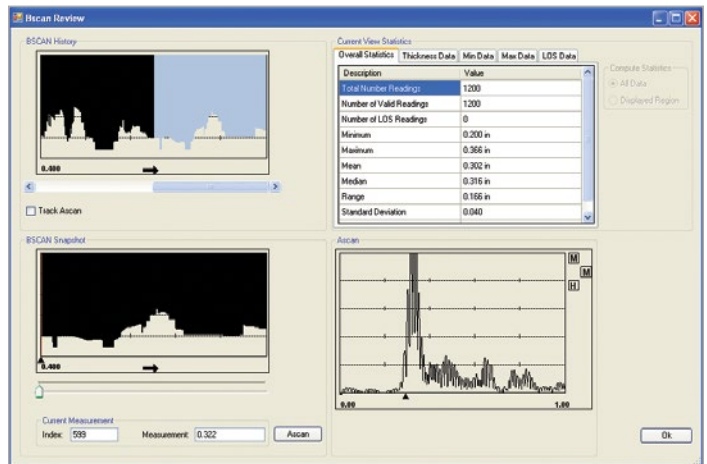 Bscan Review
BSCAN History
0.400
Track Ascan
BSCAN Snapshot
0.400
Current Measurement
Index: 599 Measurement: 0.322 Ascan
Current View Statistics
Overall Statistics Thickness Data Min Data Max Data LOS Data
Description Value
Total Number Readings 1200
Number of Valid Readings 1200
Number of LOS Readings 0
Minimum 0.200 in
Maximum 0.366 in
Mean 0.302 in
Median 0.316 in
Range 0.166 in
Standard Deviation 0.040
Compute Statistics
All Data
Displayed Region
Ascan
M
M
H
0.00 1.00
Ok